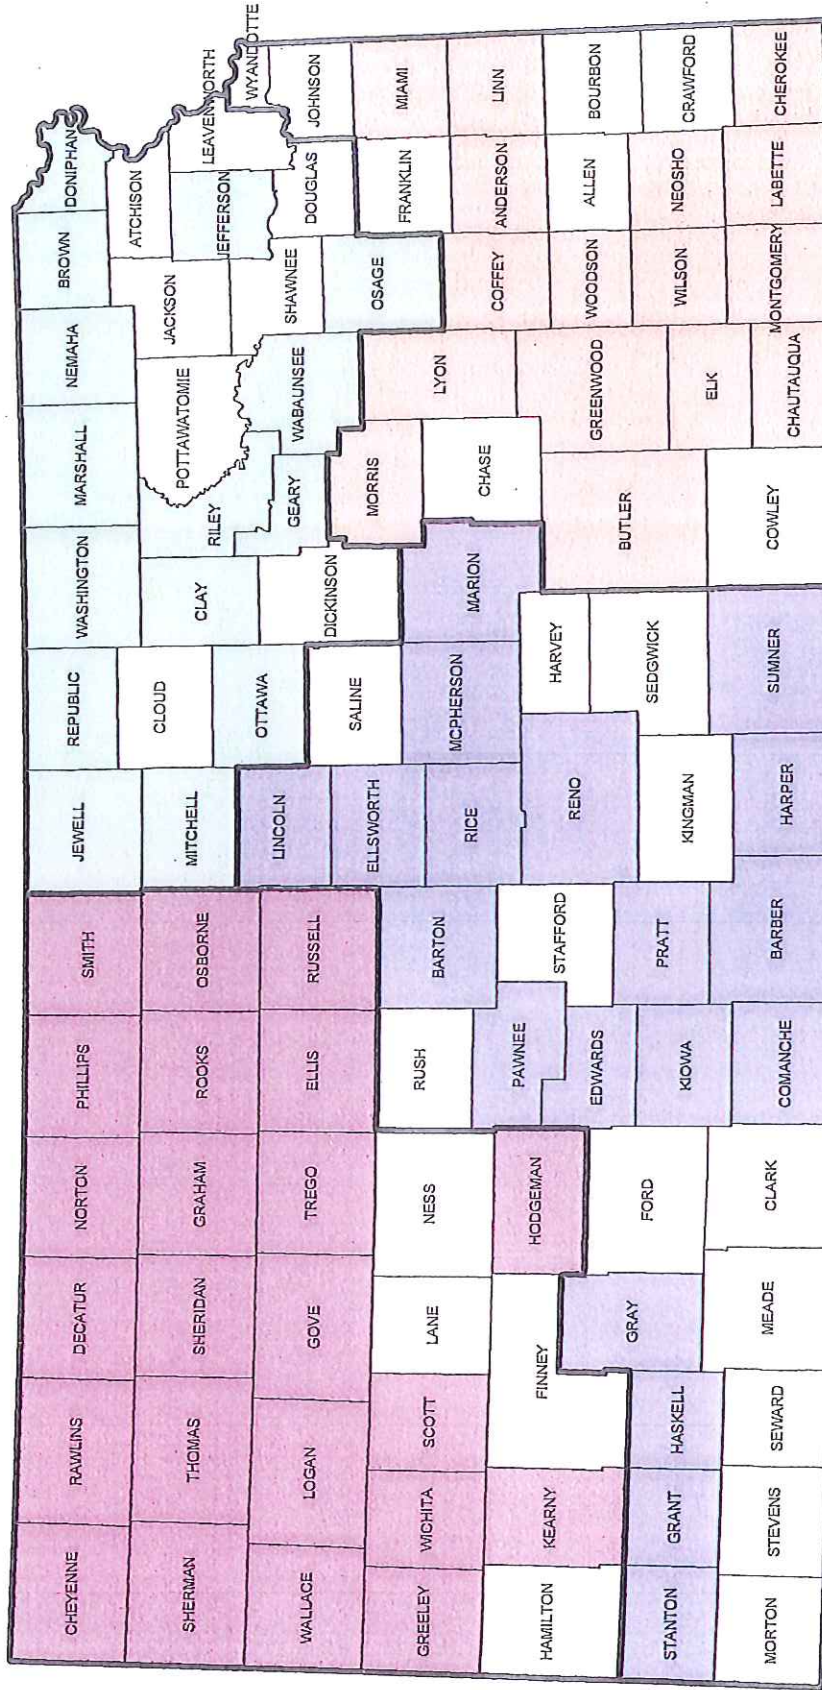 CHEYENNE
RAWLINS
DECATUR
NORTON
PHILLIPS
SMITH
JEWELL
REPUBLIC
WASHINGTON
MARSHALL
NEMAHA
BROWN
DONIPHAN
SHERMAN
THOMAS
SHERIDAN
GRAHAM
ROOKS
OSBORNE
MITCHELL
CLOUD
CLAY
RILEY
POTTAWATOMIE
JACKSON
ATCHISON
JEFFERSON
LEAVENWORTH
WYANDOTTE
WALLACE
LOGAN
GOVE
TREGO
ELLIS
RUSSELL
LINCOLN
OTTAWA
DICKINSON
GEARY
WABAUNSEE
SHAWNEE
DOUGLAS
JOHNSON
GREELEY
WICHITA
SCOTT
LANE
NESS
RUSH
BARTON
ELLSWORTH
SALINE
MORRIS
LYON
OSAGE
FRANKLIN
MIAMI
HAMILTON
KEARNY
FINNEY
HODGEMAN
PAWNEE
STAFFORD
RICE
MCPHERSON
MARION
CHASE
COFFEY
ANDERSON
LINN
STANTON
GRANT
HASKELL
GRAY
FORD
EDWARDS
KIOWA
PRATT
RENO
KINGMAN
HARVEY
SEDGWICK
BUTLER
GREENWOOD
WOODSON
ALLEN
BOURBON
WILSON
NEOSHO
CRAWFORD
MORTON
STEVENS
SEWARD
MEADE
CLARK
COMANCHE
BARBER
HARPER
SUMNER
COWLEY
ELK
CHAUTAUQUA
MONTGOMERY
LABETTE
CHEROKEE